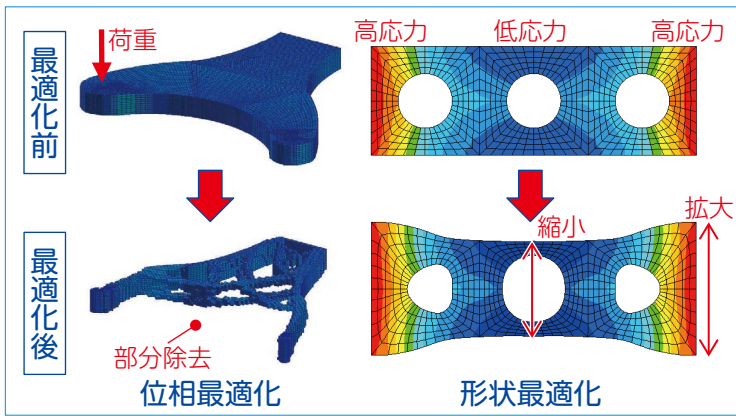 最適化前
荷重
高応力
低応力
高応力
最適化後
部分除去
縮小
拡大
位相最適化
形状最適化